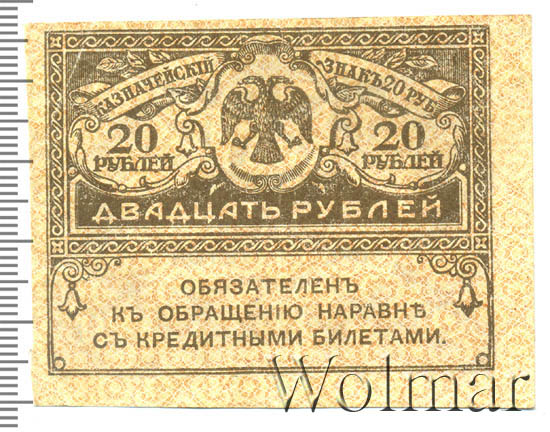 КАЗНАЧЕЙСКІЙ ЗНАКЪ 20 РУБ
20 РУБЛЕЙ
20 РУБЛЕЙ
ДВАДЦАТЬ РУБЛЕЙ
ОБЯЗАТЕЛЕНЪ
КЪ ОБРАЩЕНІЮ НАРАВНѢ
СЪ КРЕДИТНЫМИ БИЛЕТАМИ.
Wolmar